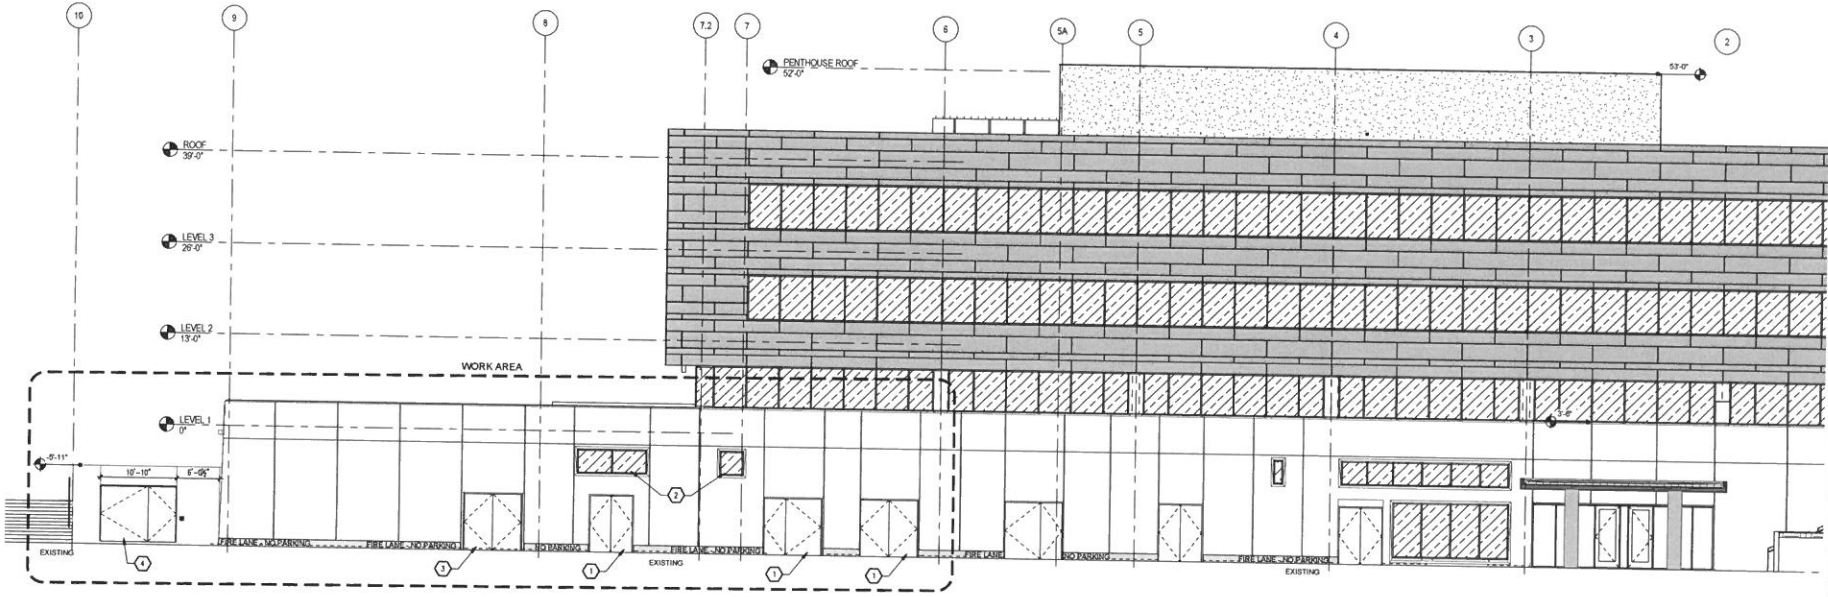 10
9
8
7.2
7
6
5A
5
4
3
2
PENTHOUSE ROOF
52'-0"
53'-0"
ROOF
39'-0"
LEVEL 3
26'-0"
LEVEL 2
13'-0"
WORK AREA
LEVEL 1
0"
3'-6"
-5'-11"
10'-10"
2
FIRE LANE - NO PARKING
FIRE LANE - NO PARKING
NO PARKING
FIRE LANE - NO PARKING
FIRE LANE
NO PARKING
FIRE LANE - NO PARKING
EXISTING
EXISTING
EXISTING
4
3
1
1
1